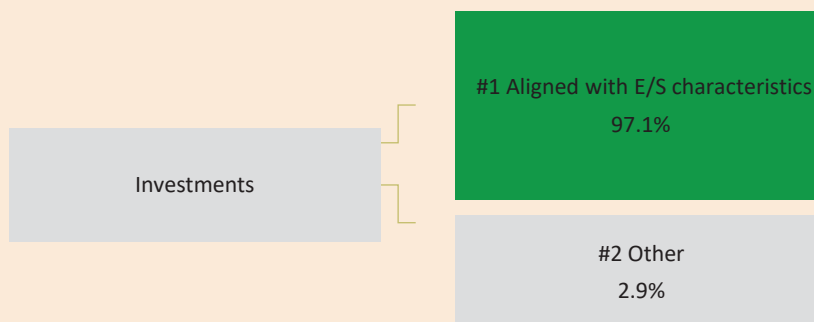 #1 Aligned with E/S characteristics
97.1%
Investments
#2 Other
2.9%